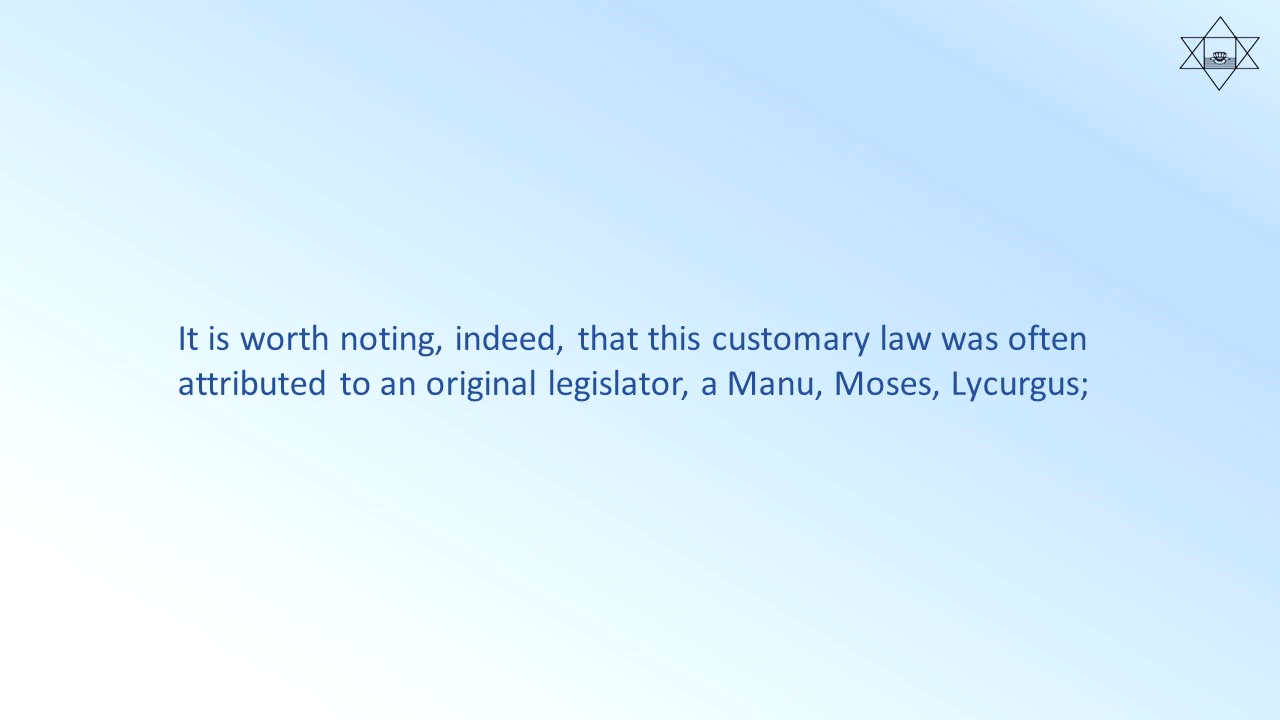 It is worth noting, indeed, that this customary law was often
attributed to an original legislator, a Manu, Moses, Lycurgus;